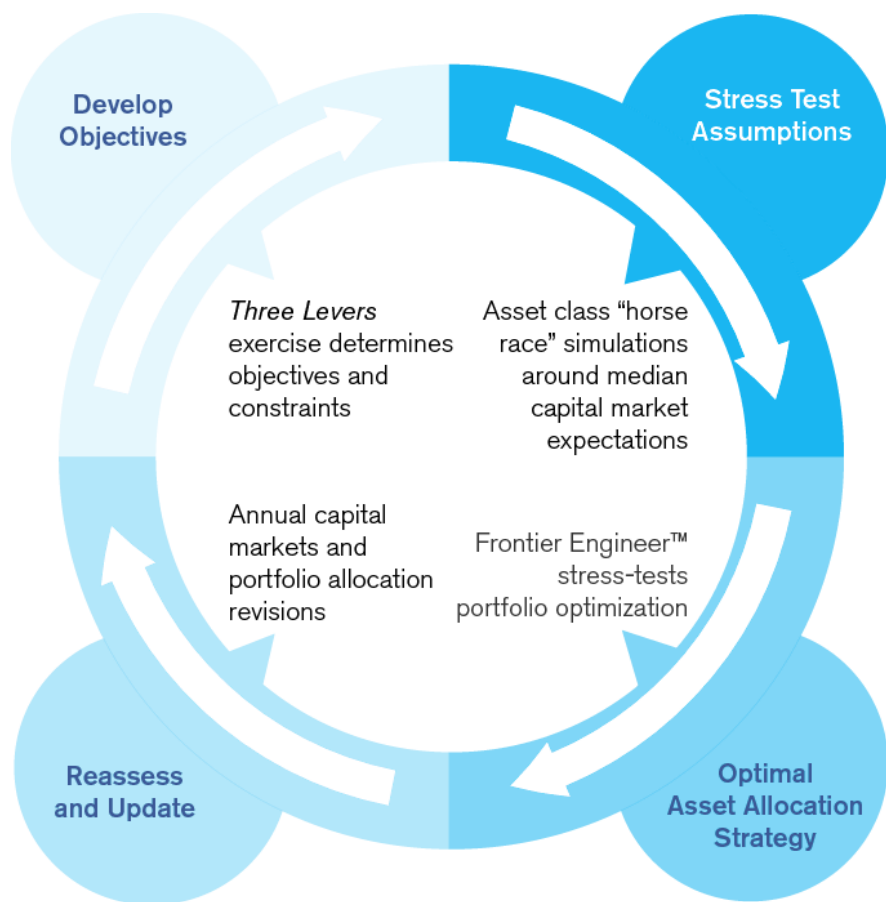 Develop
Objectives
Stress Test
Assumptions
Three Levers
exercise determines
objectives and
constraints
Asset class “horse
race” simulations
around median
capital market
expectations
Annual capital
markets and
portfolio allocation
revisions
Frontier Engineer™
stress-tests
portfolio optimization
Reassess
and Update
Optimal
Asset Allocation
Strategy